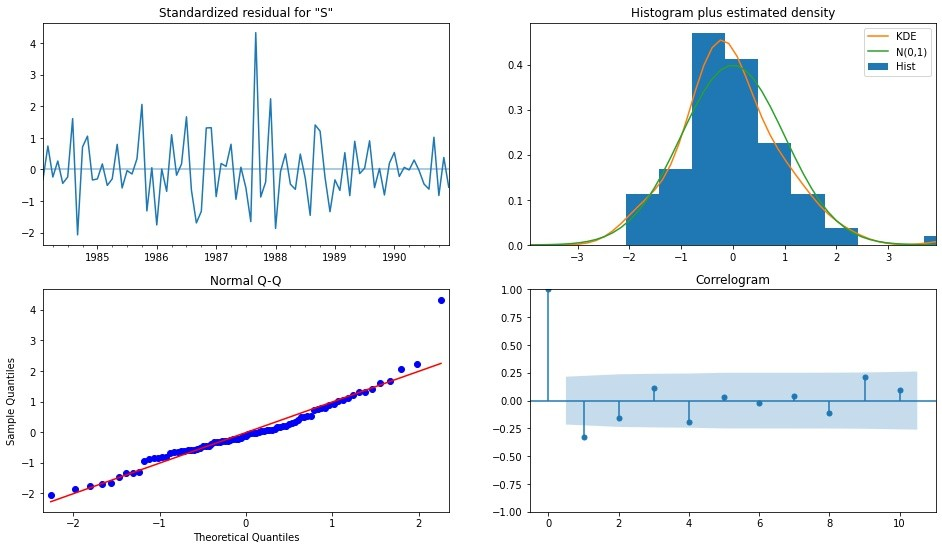 Standardized residual for "S"
4
3
2
1
0
−1
−2
1985 1986 1987 1988 1989 1990
Histogram plus estimated density
KDE
N(0,1)
Hist
0.4
0.3
0.2
0.1
0.0
−3 −2 −1 0 1 2 3
Normal Q-Q
Sample Quantiles
4
3
2
1
0
−1
−2
−2 −1 0 1 2
Theoretical Quantiles
Correlogram
1.00
0.75
0.50
0.25
0.00
−0.25
−0.50
−0.75
−1.00
0 2 4 6 8 10